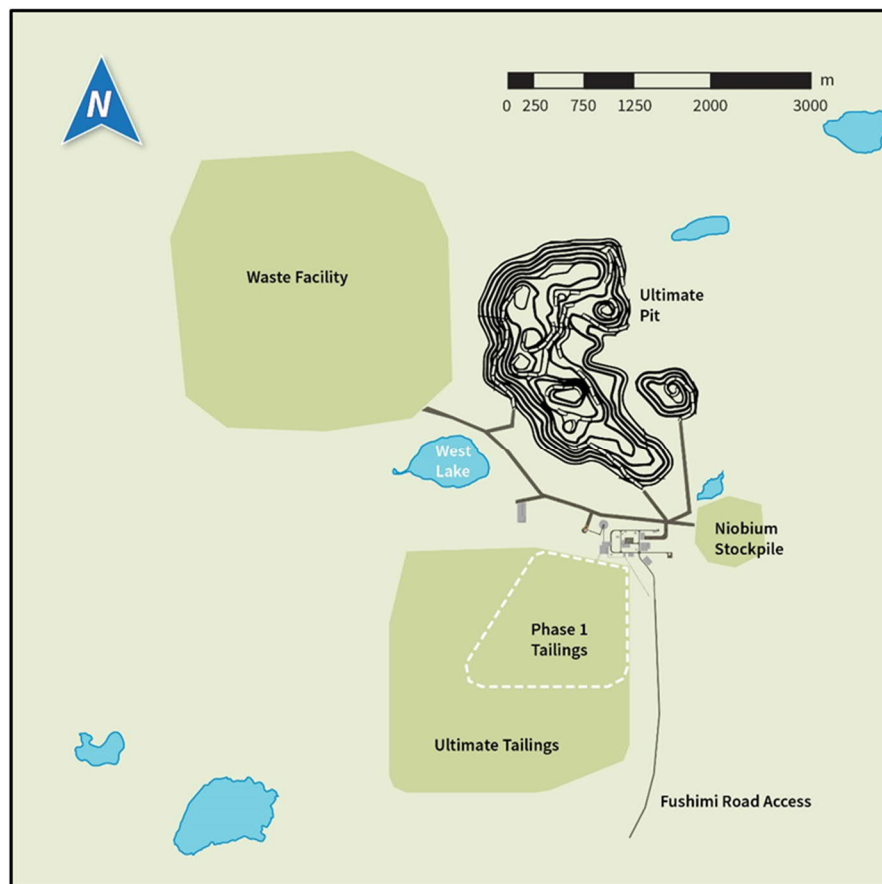 N
m
0 250 750 1250 2000 3000
Waste Facility
Ultimate
Pit
West
Lake
Niobium
Stockpile
Phase 1
Tailings
Ultimate Tailings
Fushimi Road Access